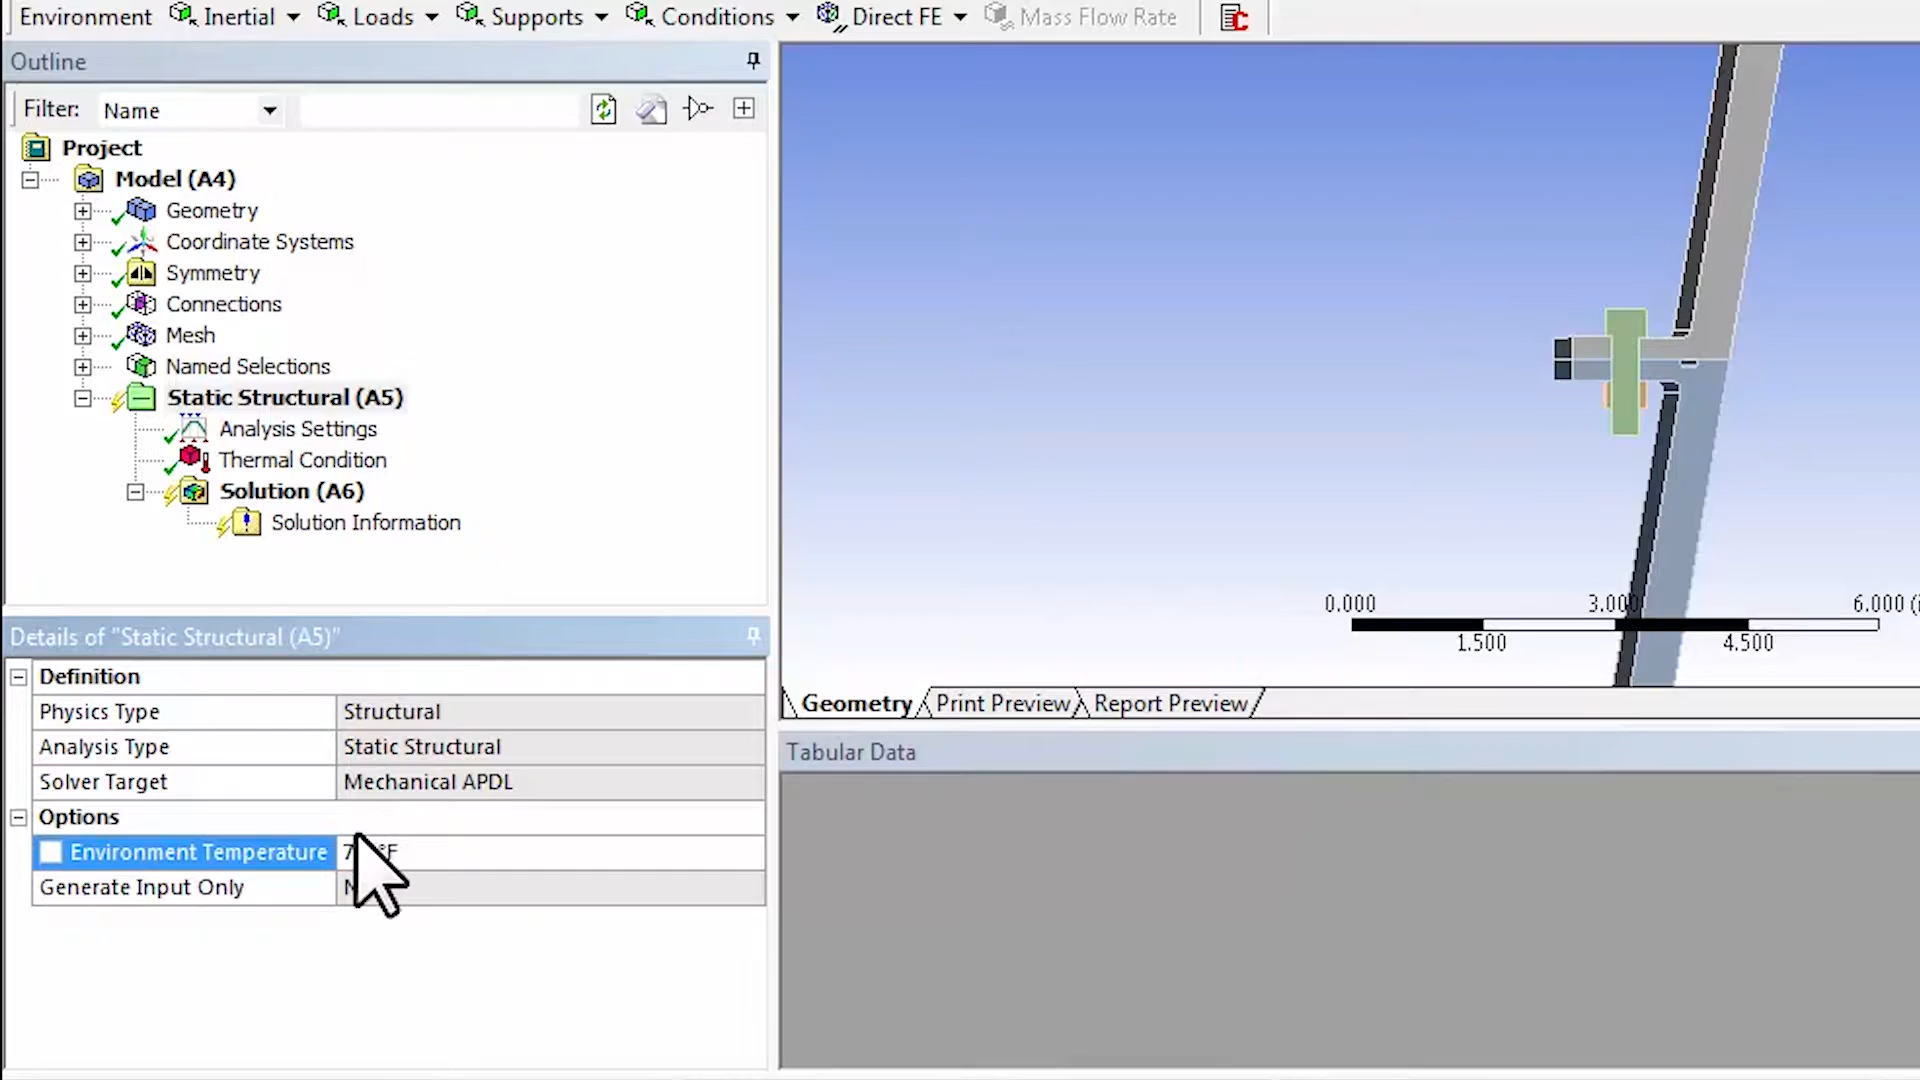 Environment Inertial Loads Supports Conditions Direct FE Mass Flow Rate
Outline
Filter: Name
Project
Model (A4)
Geometry
Coordinate Systems
Symmetry
Connections
Mesh
Named Selections
Static Structural (A5)
Analysis Settings
Thermal Condition
Solution (A6)
Solution Information
Details of "Static Structural (A5)"
Definition
Physics Type Structural
Analysis Type Static Structural
Solver Target Mechanical APDL
Options
Environment Temperature °F
Generate Input Only
0.000 3.000 6.000
1.500 4.500
Geometry Print Preview Report Preview
Tabular Data